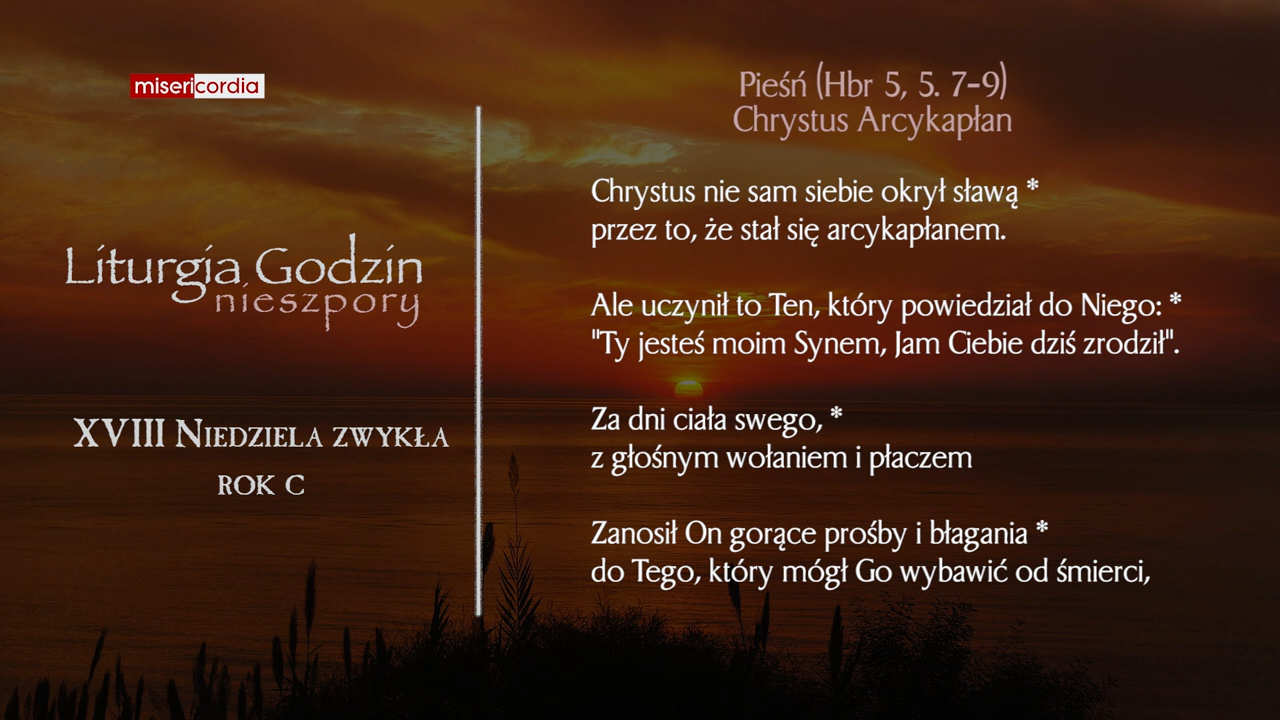 misericordia
Liturgia Godzin
nieszpory
XVIII Niedziela zwykła
rok C
Pieśń (Hbr 5, 5. 7-9)
Chrystus Arcykapłan
Chrystus nie sam siebie okrył sławą *
przez to, że stał się arcykapłanem.
Ale uczynił to Ten, który powiedział do Niego: *
"Ty jesteś moim Synem, Jam Ciebie dziś zrodził".
Za dni ciała swego, *
z głośnym wołaniem i płaczem
Zanosił On gorące prośby i błagania *
do Tego, który mógł Go wybawić od śmierci,